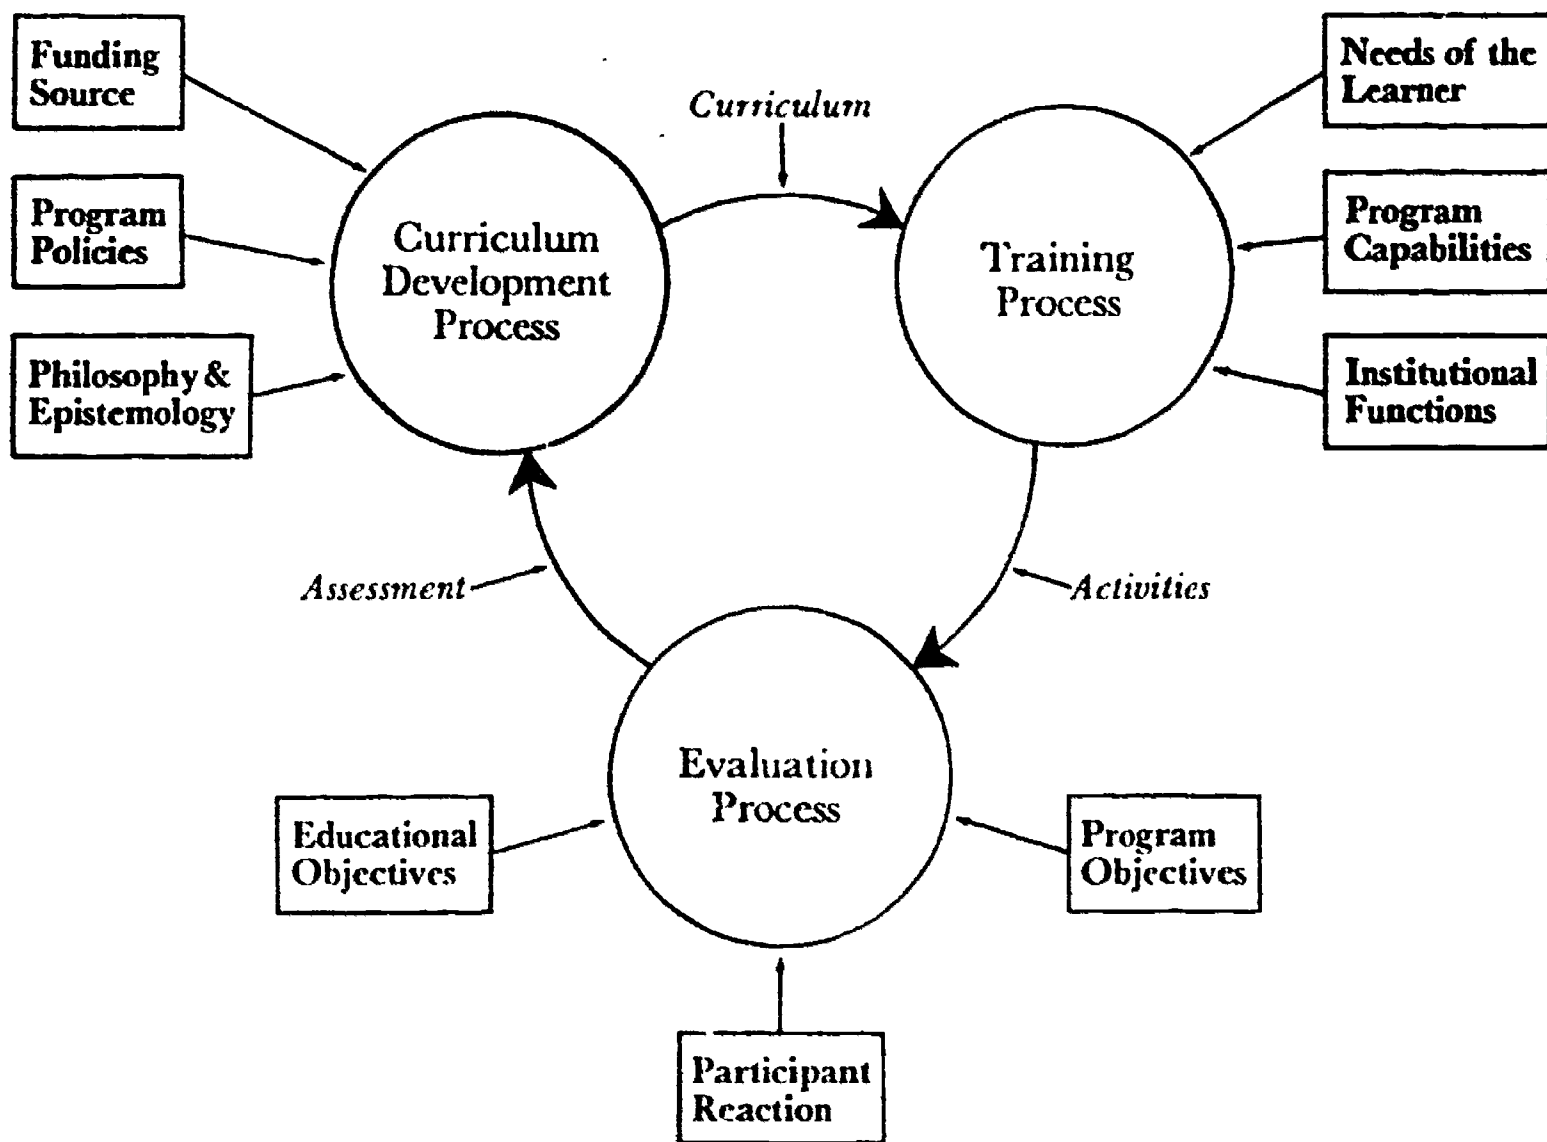 Funding
Source
Program
Policies
Philosophy &
Epistemology
Curriculum
Development
Process
Curriculum
Training
Process
Needs of the
Learner
Program
Capabilities
Institutional
Functions
Assessment
Activities
Evaluation
Process
Educational
Objectives
Program
Objectives
Participant
Reaction